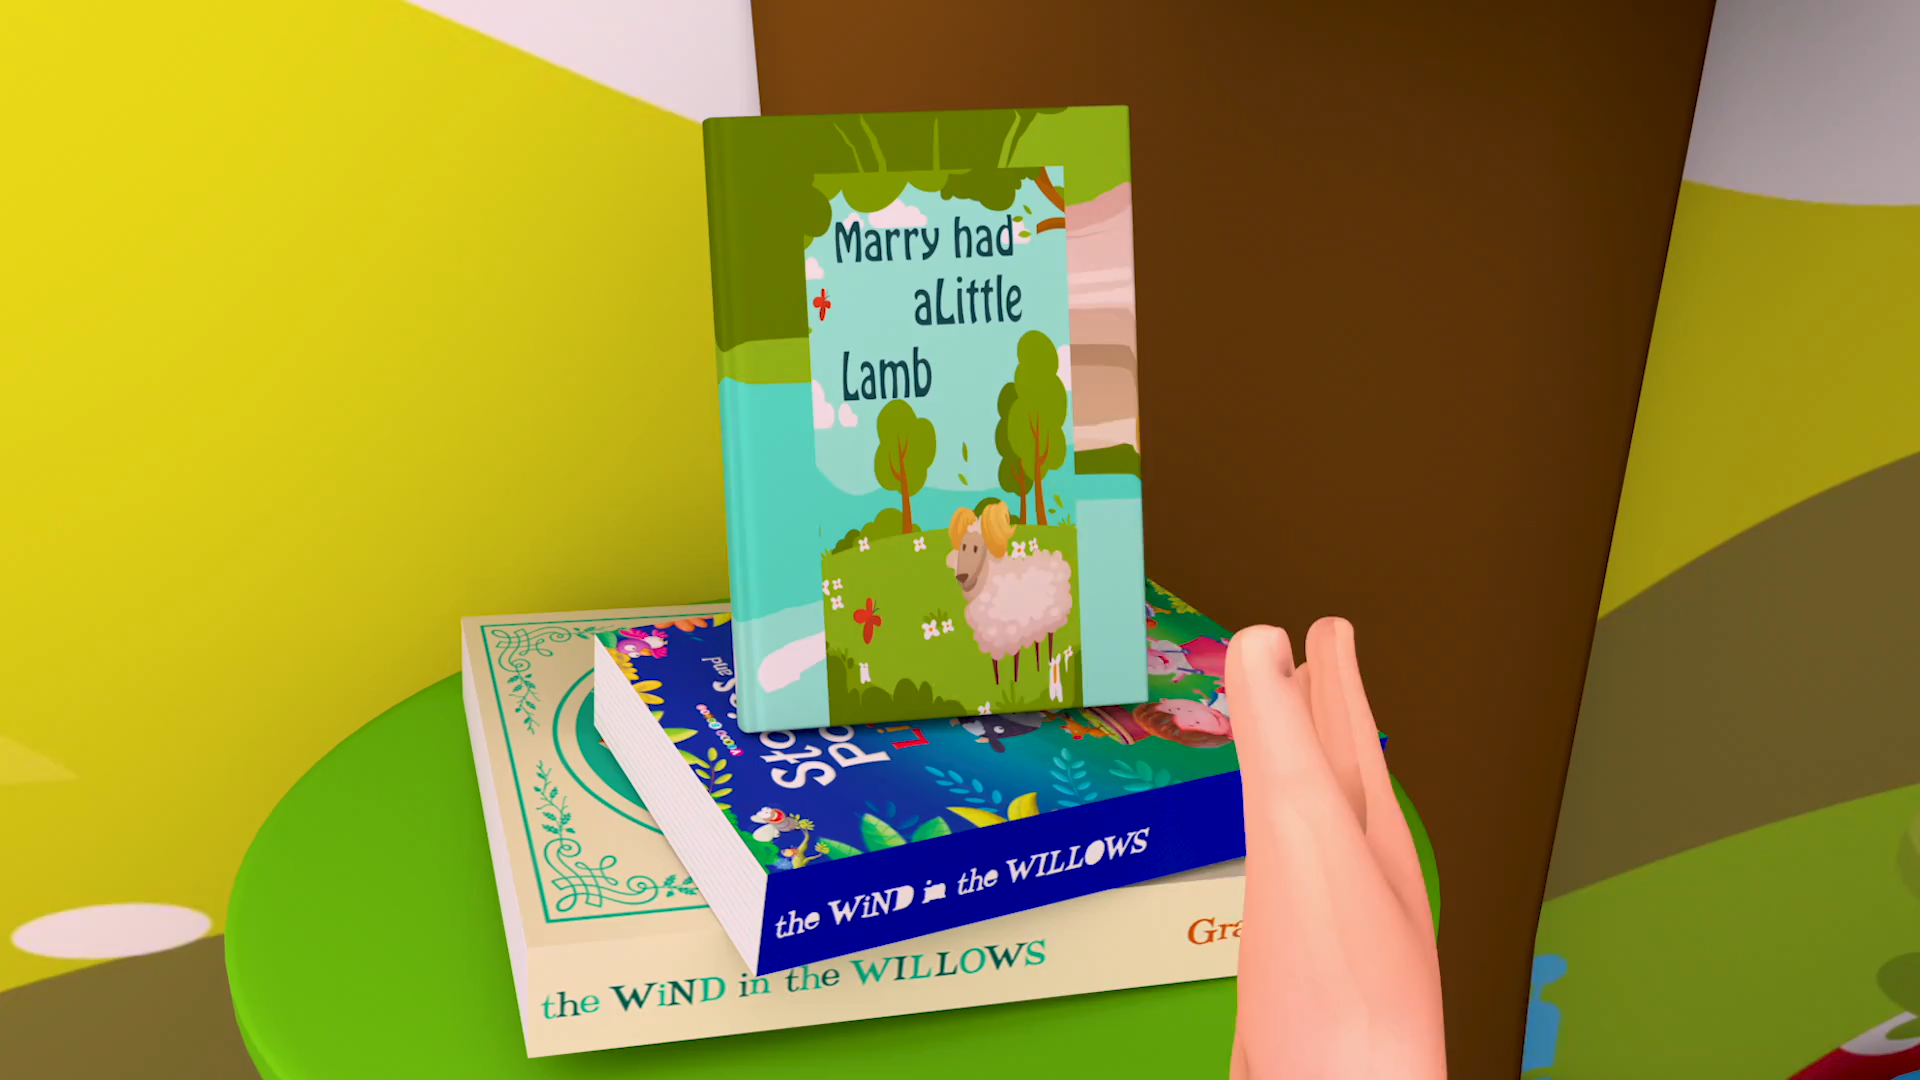 Marry had
aLittle
Lamb
the WiND in the WILLOWS
the WiND in the WILLOWS